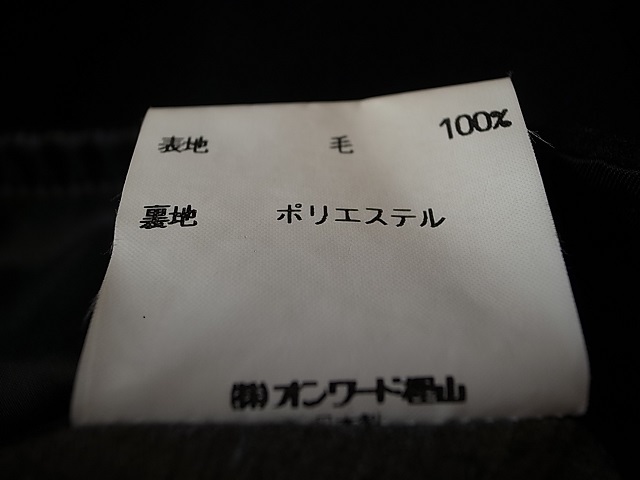 表地 毛 100%
裏地 ポリエステル
(株)オンワード樫山